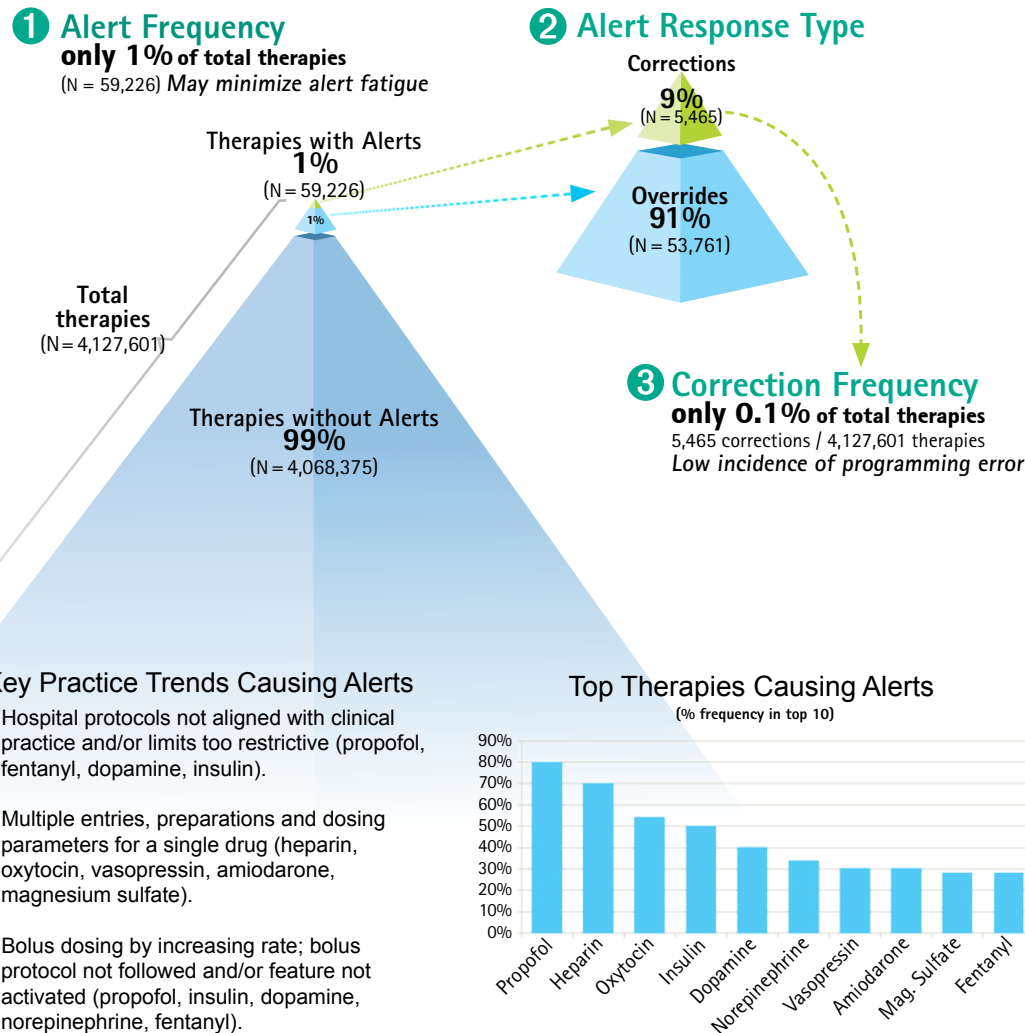 1 Alert Frequency
only 1% of total therapies
(N = 59,226) May minimize alert fatigue
Therapies with Alerts
1%
(N = 59,226)
1%
Total
therapies
(N = 4,127,601)
Therapies without Alerts
99%
(N = 4,068,375)
2 Alert Response Type
Corrections
9%
(N = 5,465)
Overrides
91%
(N = 53,761)
3 Correction Frequency
only 0.1% of total therapies
5,465 corrections / 4,127,601 therapies
Low incidence of programming error
Key Practice Trends Causing Alerts
Hospital protocols not aligned with clinical
practice and/or limits too restrictive (propofol,
fentanyl, dopamine, insulin).
Multiple entries, preparations and dosing
parameters for a single drug (heparin,
oxytocin, vasopressin, amiodarone,
magnesium sulfate).
Bolus dosing by increasing rate; bolus
protocol not followed and/or feature not
activated (propofol, insulin, dopamine,
norepinephrine, fentanyl).
Top Therapies Causing Alerts
(% frequency in top 10)
90%
80%
70%
60%
50%
40%
30%
20%
10%
0%
Propofol
Heparin
Oxytocin
Insulin
Dopamine
Norepinephrine
Vasopressin
Amiodarone
Mag. Sulfate
Fentanyl